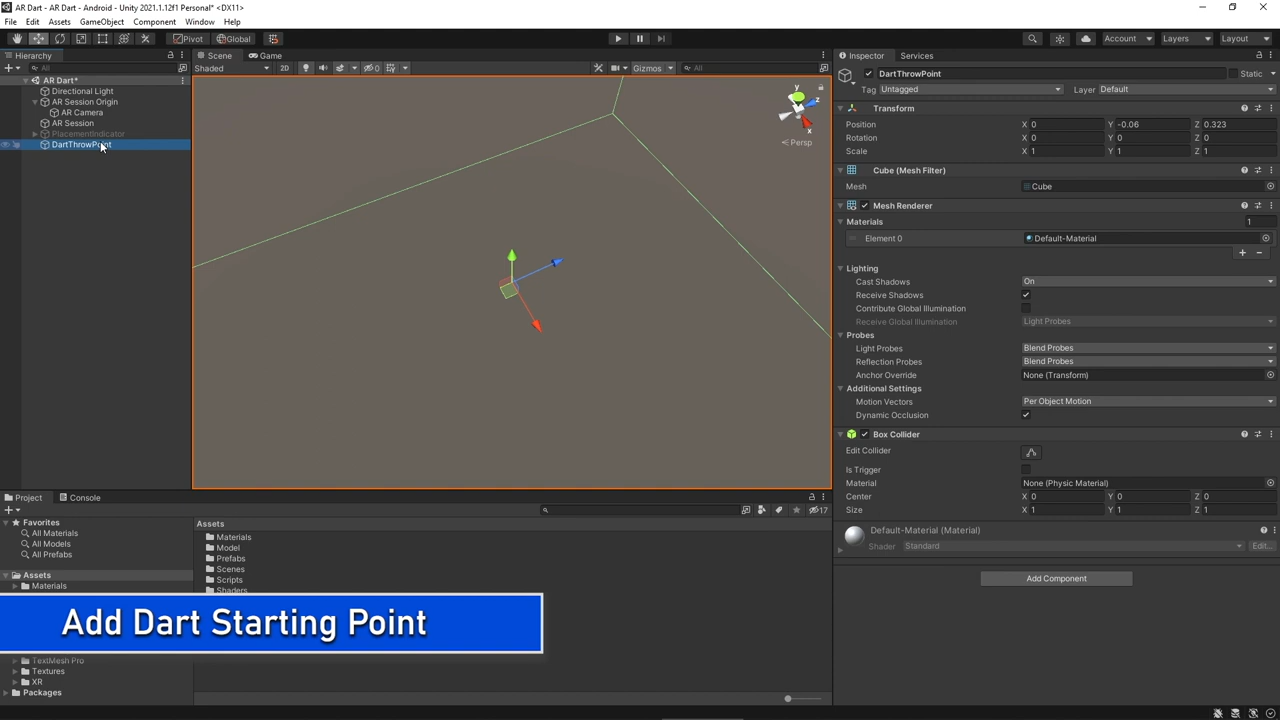 AR Dart - AR Dart - Android - Unity 2021.1.12f1 Personal* <DX11>
File Edit Assets GameObject Component Window Help
Pivot Global Account Layers Layout
Hierarchy
All
AR Dart*
Directional Light
AR Session Origin
AR Camera
AR Session
PlacementIndicator
DartThrowPoint
Scene Game
Shaded 2D 0 Gizmos All
y
z
x
Persp
Inspector Services
DartThrowPoint Static
Tag Untagged Layer Default
Transform
Position X 0 Y -0.06 Z 0.323
Rotation X 0 Y 0 Z 0
Scale X 1 Y 1 Z 1
Cube (Mesh Filter)
Mesh Cube
Mesh Renderer
Materials 1
Element 0 Default-Material
Lighting
Cast Shadows On
Receive Shadows
Contribute Global Illumination
Receive Global Illumination Light Probes
Probes
Light Probes Blend Probes
Reflection Probes Blend Probes
Anchor Override None (Transform)
Additional Settings
Motion Vectors Per Object Motion
Dynamic Occlusion
Box Collider
Edit Collider
Is Trigger
Material None (Physic Material)
Center X 0 Y 0 Z 0
Size X 1 Y 1 Z 1
Default-Material (Material)
Shader Standard Edit...
Add Component
Project Console
17
Favorites
All Materials
All Models
All Prefabs
Assets
Materials
Assets
Materials
Model
Prefabs
Scenes
Scripts
Shaders
Add Dart Starting Point
TextMesh Pro
Textures
XR
Packages